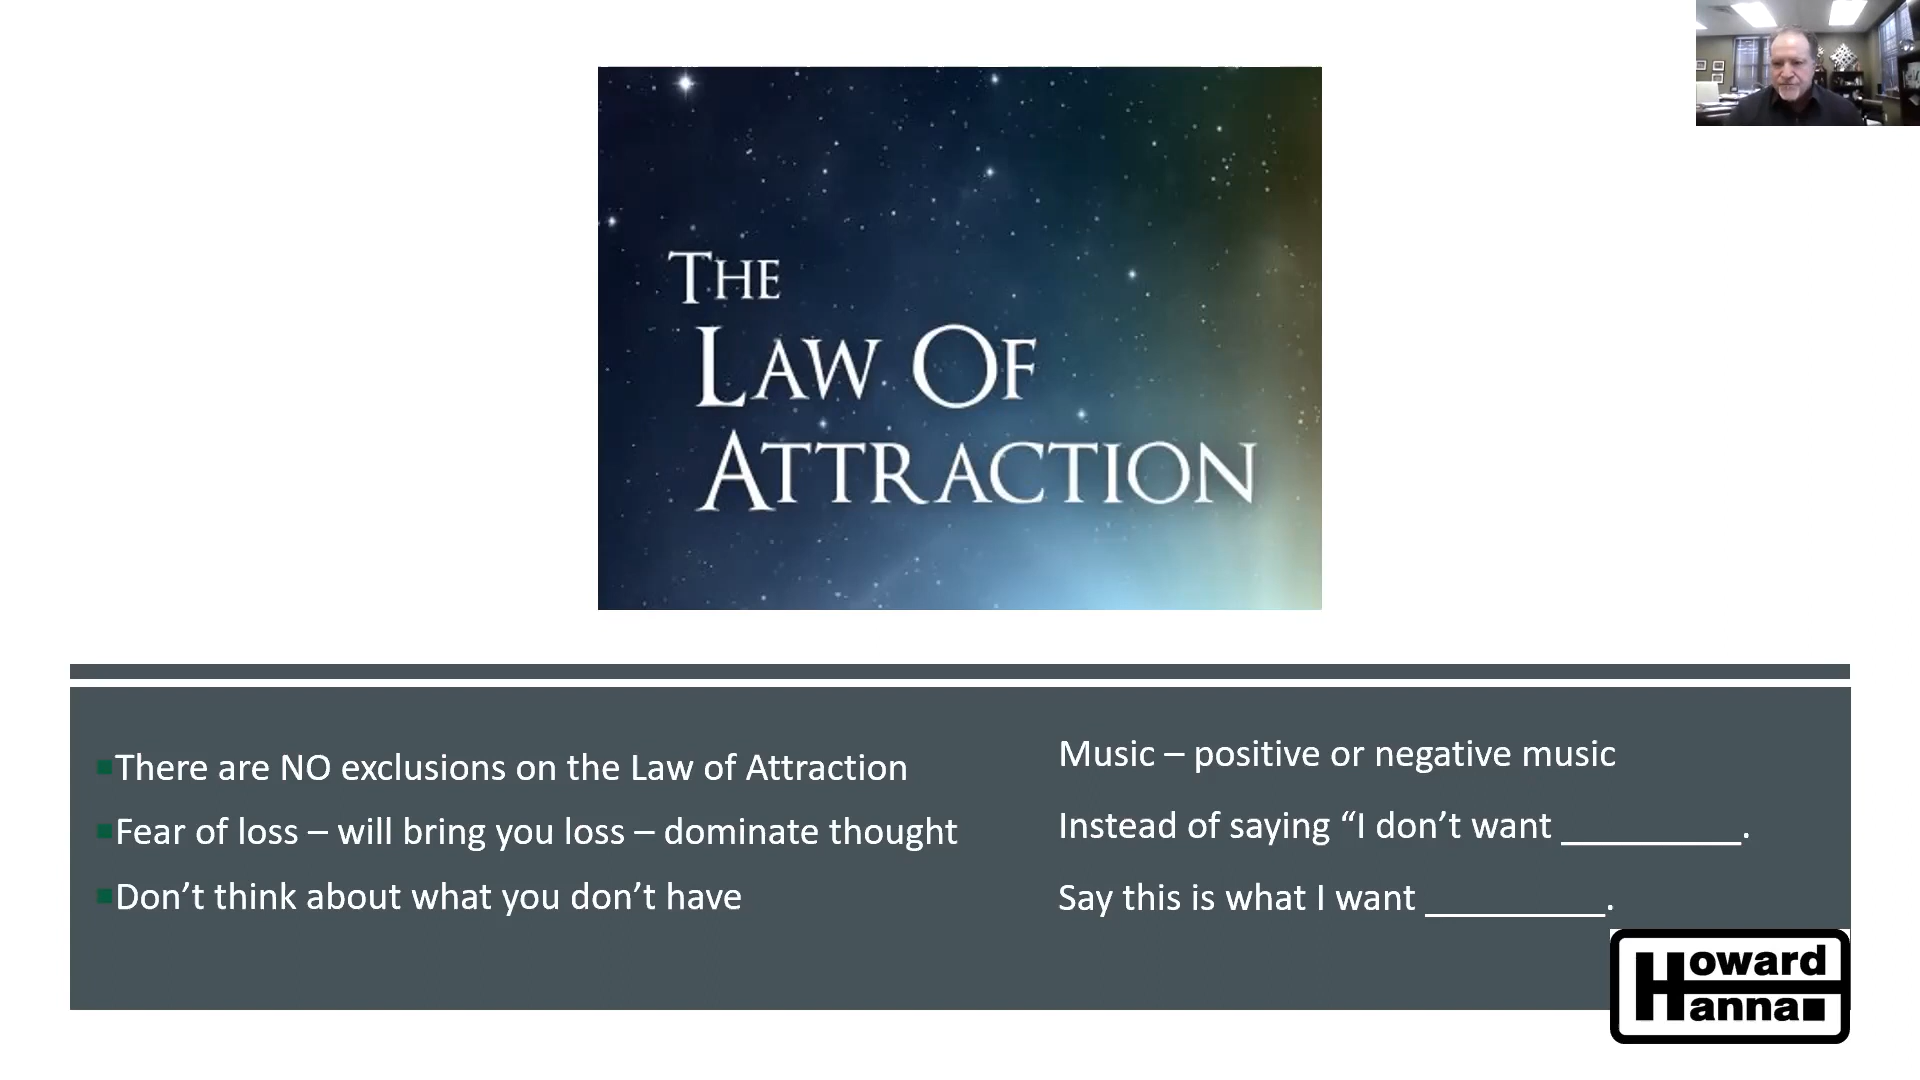 THE
LAW OF
ATTRACTION
There are NO exclusions on the Law of Attraction
Fear of loss – will bring you loss – dominate thought
Don’t think about what you don’t have
Music – positive or negative music
Instead of saying “I don’t want _________.
Say this is what I want _________.
Howard
Hanna